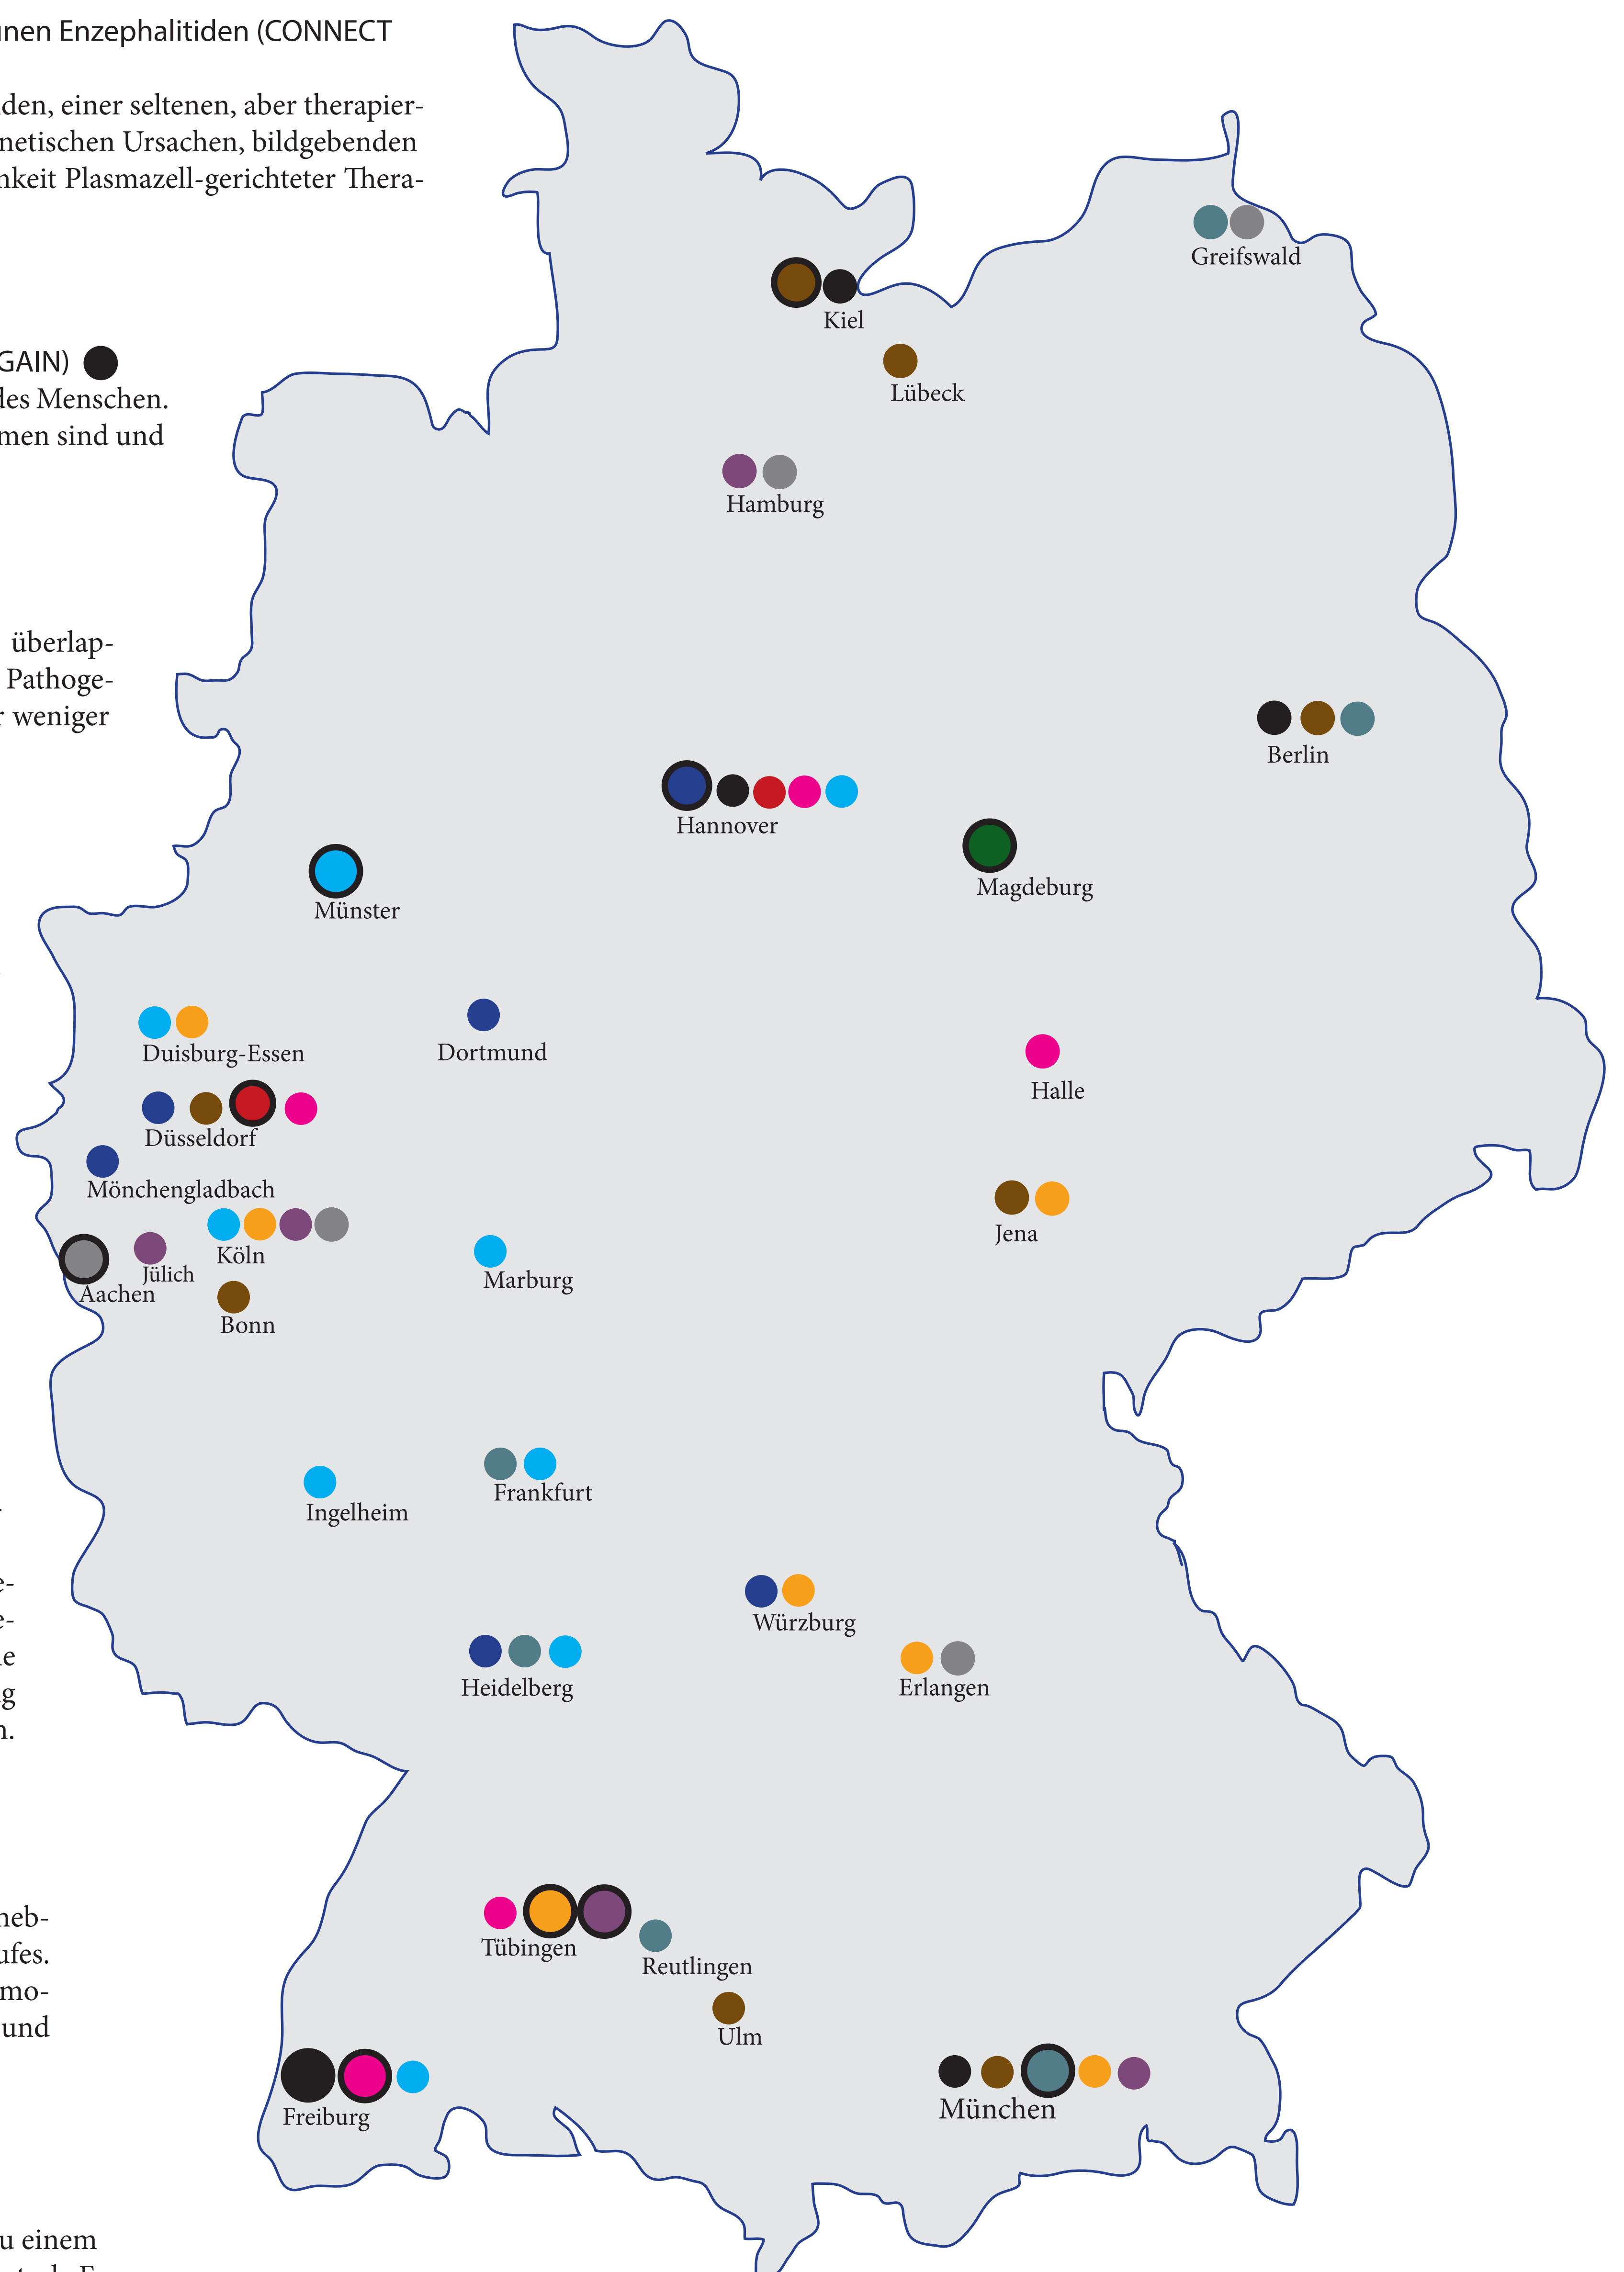 unen Enzephalitiden (CONNECT
den, einer seltenen, aber therapier-
netischen Ursachen, bildgebenden
nkeit Plasmazell-gerichteter Thera-
GAIN)
des Menschen.
men sind und
überlap-
Pathoge-
r weniger
e-
e-
e
g
n.
neb-
ufes.
mo-
und
u einem
Greifswald
Kiel
Lübeck
Hamburg
Berlin
Hannover
Magdeburg
Münster
Duisburg-Essen
Dortmund
Halle
Düsseldorf
Mönchengladbach
Jena
Köln
Jülich
Aachen
Marburg
Bonn
Frankfurt
Ingelheim
Würzburg
Heidelberg
Erlangen
Tübingen
Reutlingen
Ulm
München
Freiburg